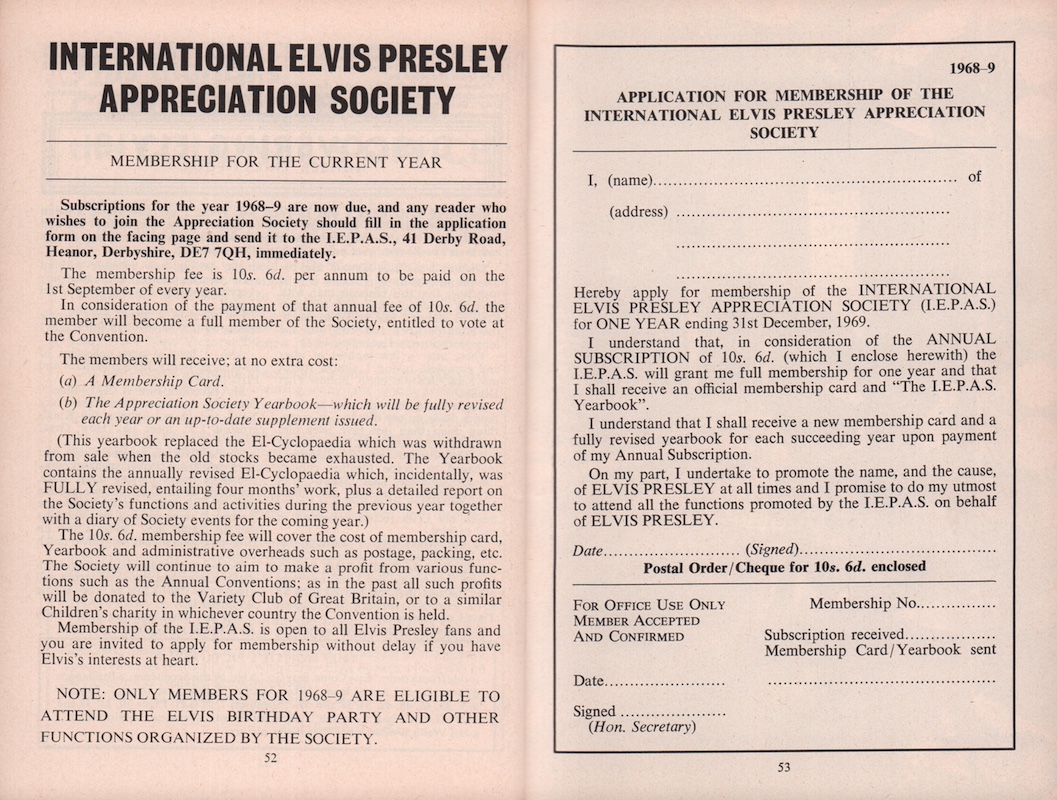 INTERNATIONAL ELVIS PRESLEY
APPRECIATION SOCIETY
MEMBERSHIP FOR THE CURRENT YEAR
Subscriptions for the year 1968–9 are now due, and any reader who
wishes to join the Appreciation Society should fill in the application
form on the facing page and send it to the I.E.P.A.S., 41 Derby Road,
Heanor, Derbyshire, DE7 7QH, immediately.
The membership fee is 10s. 6d. per annum to be paid on the
1st September of every year.
In consideration of the payment of that annual fee of 10s. 6d. the
member will become a full member of the Society, entitled to vote at
the Convention.
The members will receive; at no extra cost:
(a) A Membership Card.
(b) The Appreciation Society Yearbook—which will be fully revised
each year or an up-to-date supplement issued.
(This yearbook replaced the El-Cyclopaedia which was withdrawn
from sale when the old stocks became exhausted. The Yearbook
contains the annually revised El-Cyclopaedia which, incidentally, was
FULLY revised, entailing four months' work, plus a detailed report on
the Society's functions and activities during the previous year together
with a diary of Society events for the coming year.)
The 10s. 6d. membership fee will cover the cost of membership card,
Yearbook and administrative overheads such as postage, packing, etc.
The Society will continue to aim to make a profit from various func-
tions such as the Annual Conventions; as in the past all such profits
will be donated to the Variety Club of Great Britain, or to a similar
Children's charity in whichever country the Convention is held.
Membership of the I.E.P.A.S. is open to all Elvis Presley fans and
you are invited to apply for membership without delay if you have
Elvis's interests at heart.
NOTE: ONLY MEMBERS FOR 1968–9 ARE ELIGIBLE TO
ATTEND THE ELVIS BIRTHDAY PARTY AND OTHER
FUNCTIONS ORGANIZED BY THE SOCIETY.
52
1968–9
APPLICATION FOR MEMBERSHIP OF THE
INTERNATIONAL ELVIS PRESLEY APPRECIATION
SOCIETY
I, (name)............................................................ of
(address) ......................................................
..................................................
..................................................
Hereby apply for membership of the INTERNATIONAL
ELVIS PRESLEY APPRECIATION SOCIETY (I.E.P.A.S.)
for ONE YEAR ending 31st December, 1969.
I understand that, in consideration of the ANNUAL
SUBSCRIPTION of 10s. 6d. (which I enclose herewith) the
I.E.P.A.S. will grant me full membership for one year and that
I shall receive an official membership card and “The I.E.P.A.S.
Yearbook”.
I understand that I shall receive a new membership card and a
fully revised yearbook for each succeeding year upon payment
of my Annual Subscription.
On my part, I undertake to promote the name, and the cause,
of ELVIS PRESLEY at all times and I promise to do my utmost
to attend all the functions promoted by the I.E.P.A.S. on behalf
of ELVIS PRESLEY.
Date........................... (Signed).......................................
Postal Order/Cheque for 10s. 6d. enclosed
FOR OFFICE USE ONLY Membership No................
MEMBER ACCEPTED
AND CONFIRMED Subscription received..................
Membership Card/Yearbook sent
Date........................ .............................................
Signed .....................
(Hon. Secretary)
53